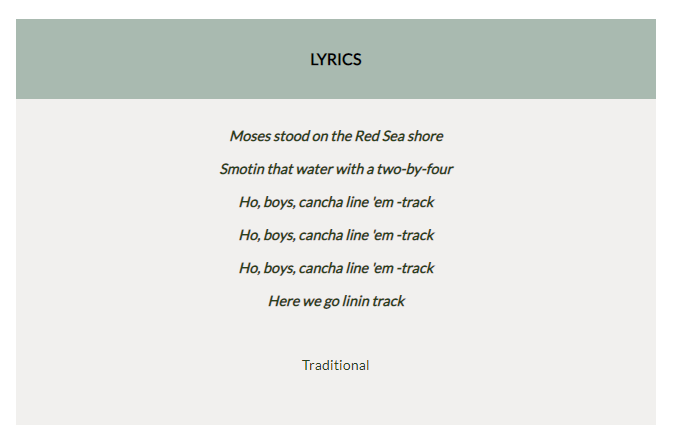 LYRICS
Moses stood on the Red Sea shore
Smotin that water with a two-by-four
Ho, boys, cancha line 'em -track
Ho, boys, cancha line 'em -track
Ho, boys, cancha line 'em -track
Here we go linin track
Traditional